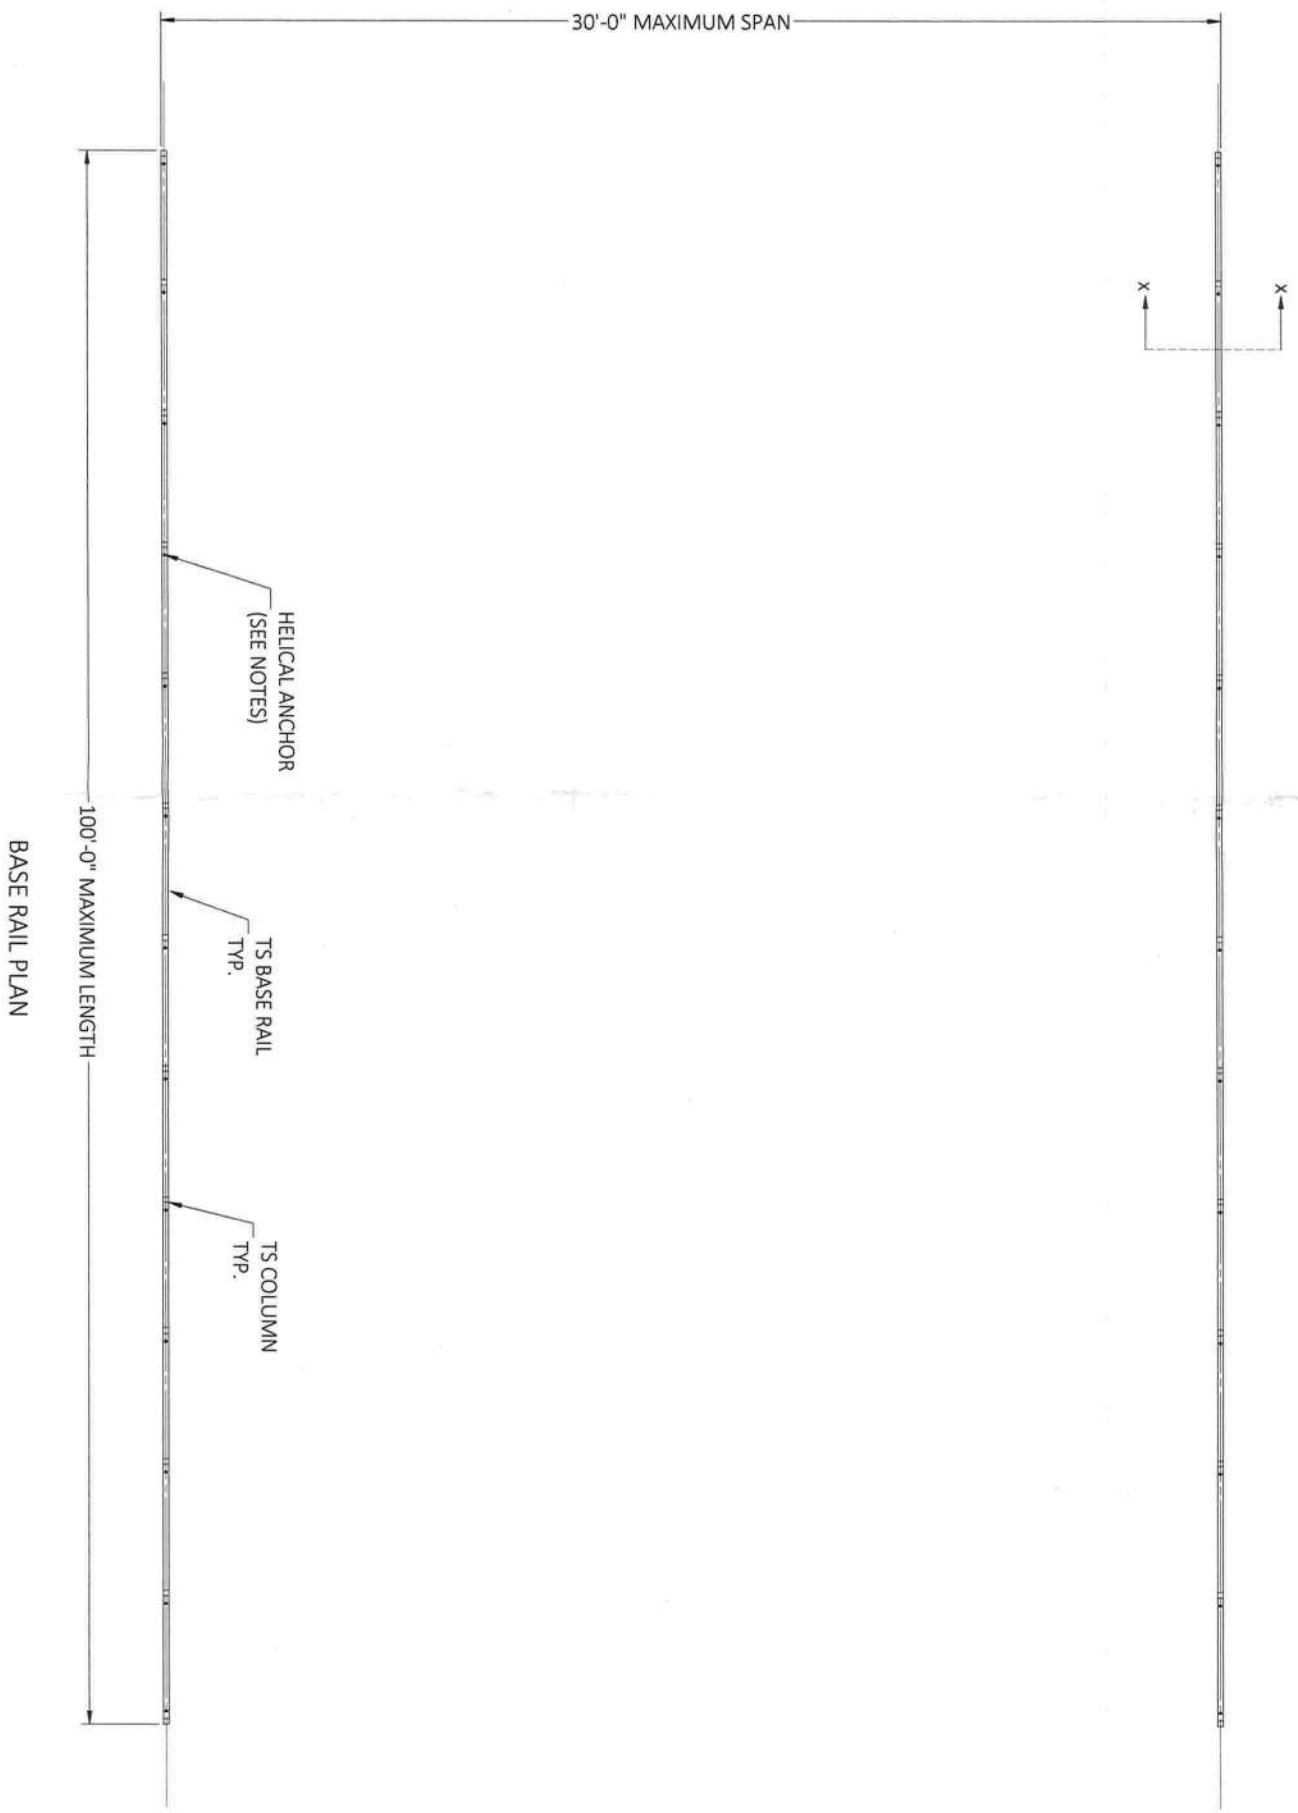 30'-0" MAXIMUM SPAN
X
X
HELICAL ANCHOR
(SEE NOTES)
TS BASE RAIL
TYP.
TS COLUMN
TYP.
100'-0" MAXIMUM LENGTH
BASE RAIL PLAN